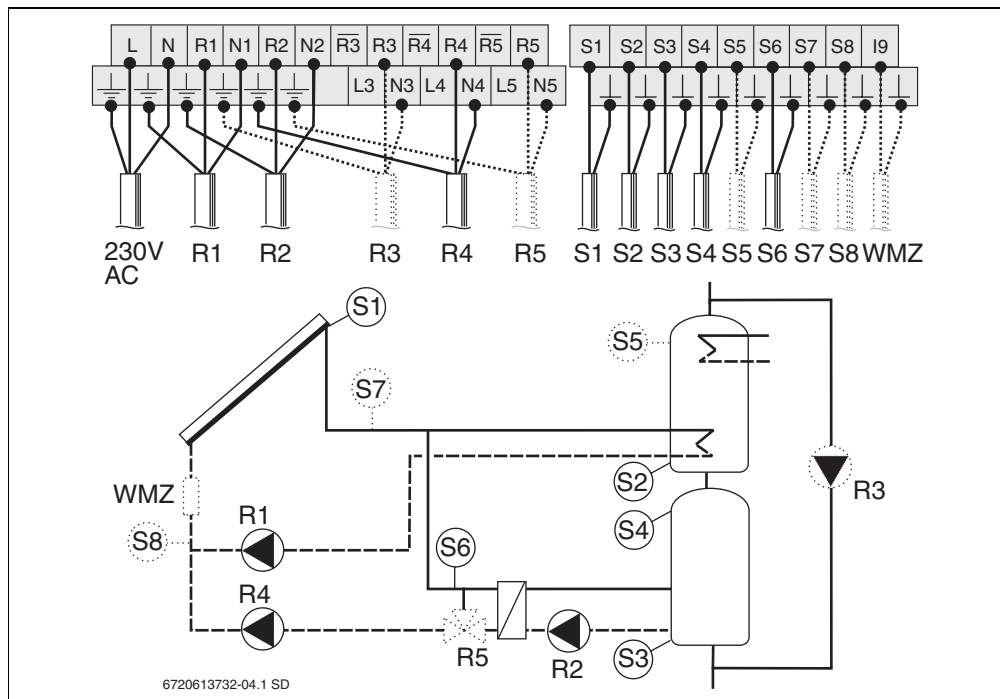 L N R1 N1 R2 N2 R3 R3 R4 R4 R5 R5
S1 S2 S3 S4 S5 S6 S7 S8 I9
L3 N3 L4 N4 L5 N5
230V AC
R1 R2 R3 R4 R5
S1 S2 S3 S4 S5 S6 S7 S8 WMZ
S1
S5
S7
S2
R3
WMZ
S4
R1
S8
S6
R4
R5
R2
S3
6720613732-04.1 SD